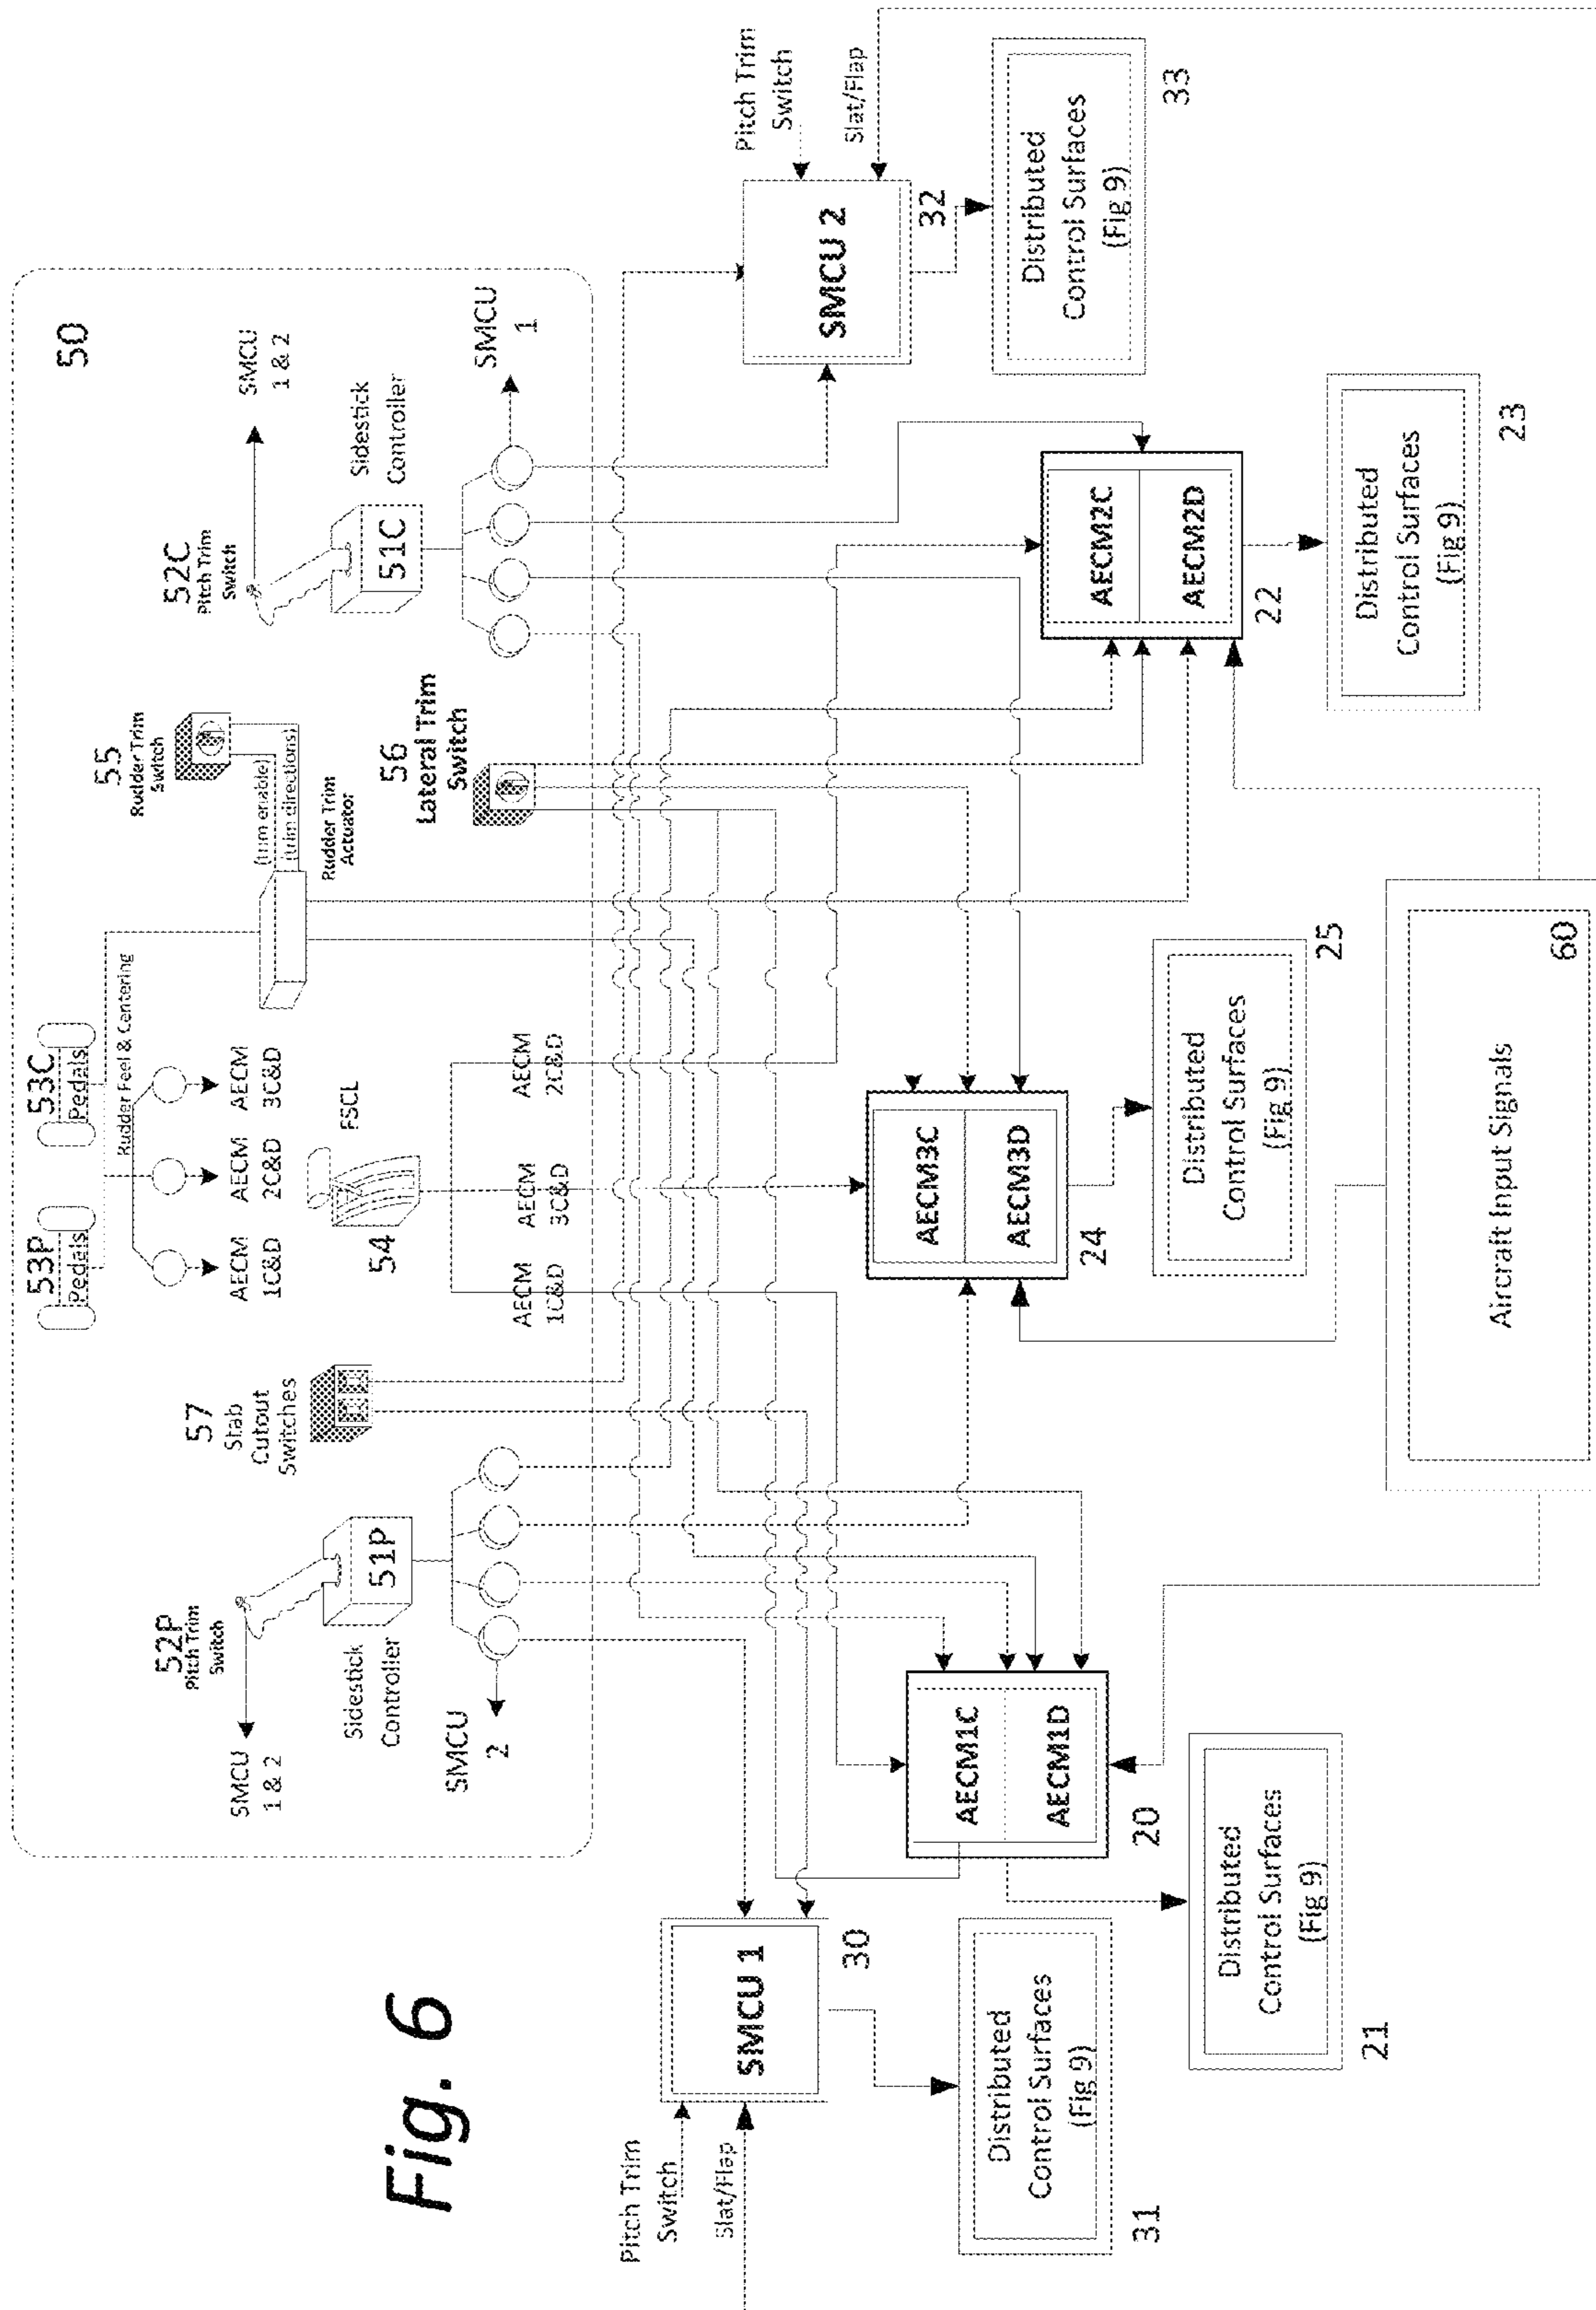 Fig. 6
50
52P
Pitch Trim
Switch
SMCU
1 & 2
Sidestick
Controller
51P
SMCU
2
57
Stab
Cutout
Switches
53P
Pedals
53C
Pedals
Rudder Feel & Centering
AECM
1C&D
AECM
2C&D
AECM
3C&D
54
FSCL
AECM
1C&D
AECM
3C&D
AECM
2C&D
55
Rudder Trim
Switch
(trim enable)
(trim directions)
Rudder Trim
Actuator
56
Lateral Trim
Switch
52C
Pitch Trim
Switch
SMCU
1 & 2
Sidestick
Controller
51C
SMCU
1
Pitch Trim
Switch
Slat/Flap
SMCU 1
30
Distributed
Control Surfaces
(Fig 9)
31
AECM1C
AECM1D
20
Distributed
Control Surfaces
(Fig 9)
21
AECM3C
AECM3D
24
Distributed
Control Surfaces
(Fig 9)
25
AECM2C
AECM2D
22
Distributed
Control Surfaces
(Fig 9)
23
Pitch Trim
Switch
Slat/Flap
SMCU 2
32
Distributed
Control Surfaces
(Fig 9)
33
Aircraft Input Signals
60